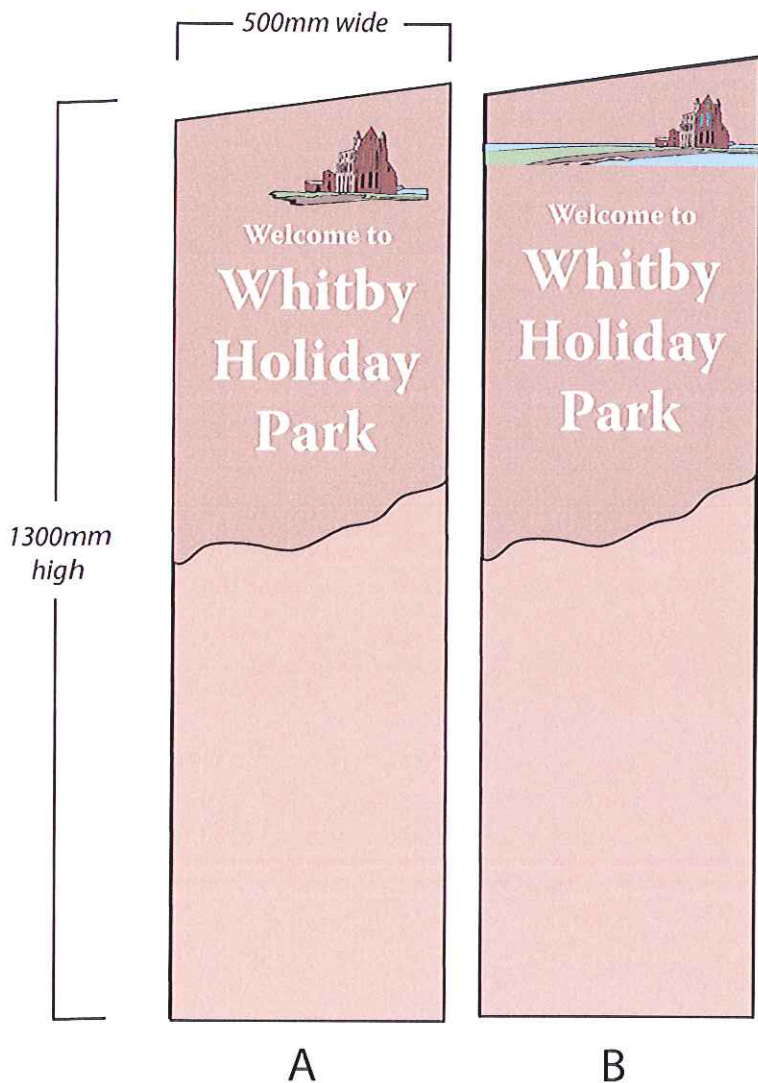 500mm wide
1300mm
high
Welcome to
Whitby
Holiday
Park
Welcome to
Whitby
Holiday
Park
A
B